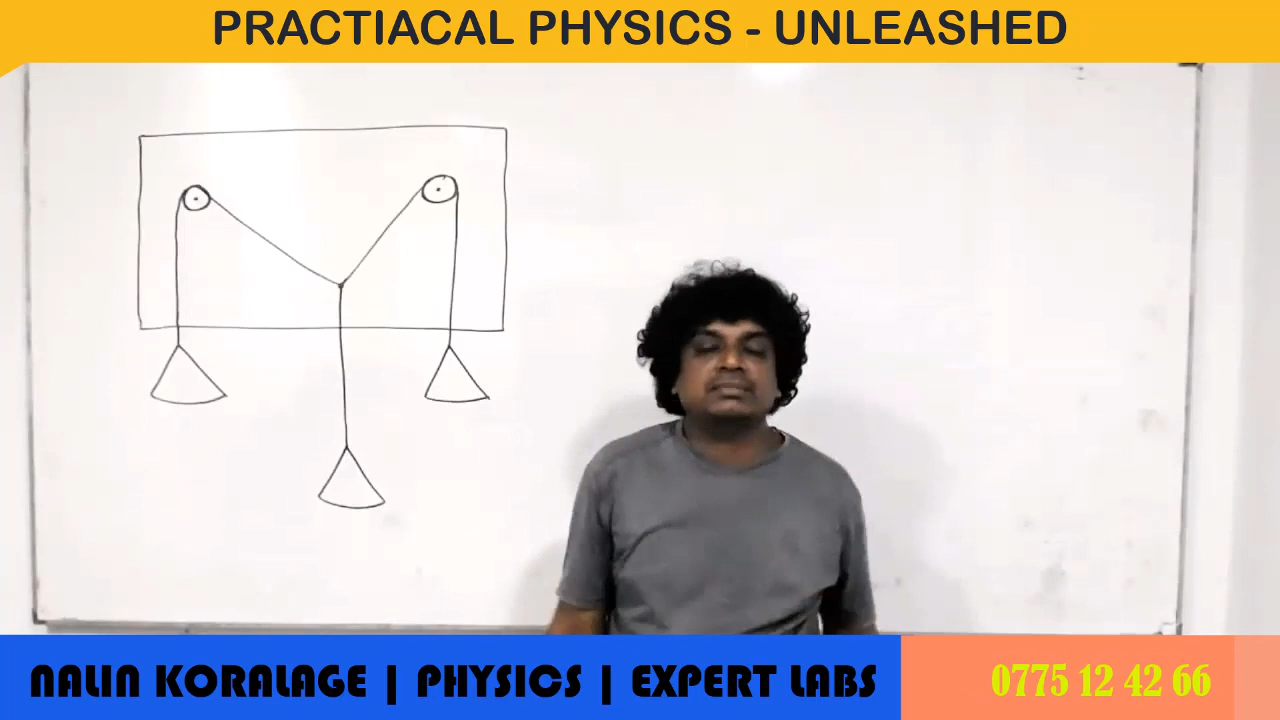 PRACTIACAL PHYSICS - UNLEASHED
NALIN KORALAGE | PHYSICS | EXPERT LABS
0775 12 42 66